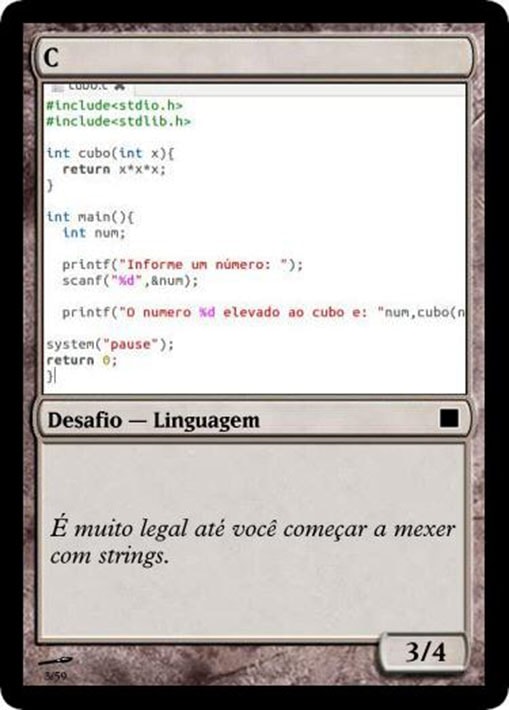 C
cubo.c
#include<stdio.h>
#include<stdlib.h>
int cubo(int x){
return x*x*x;
}
int main(){
int num;
printf("Informe um número: ");
scanf("%d",&num);
printf("O numero %d elevado ao cubo e: "num,cubo(n
system("pause");
return 0;
}
Desafio — Linguagem
É muito legal até você começar a mexer
com strings.
3/4
3/59